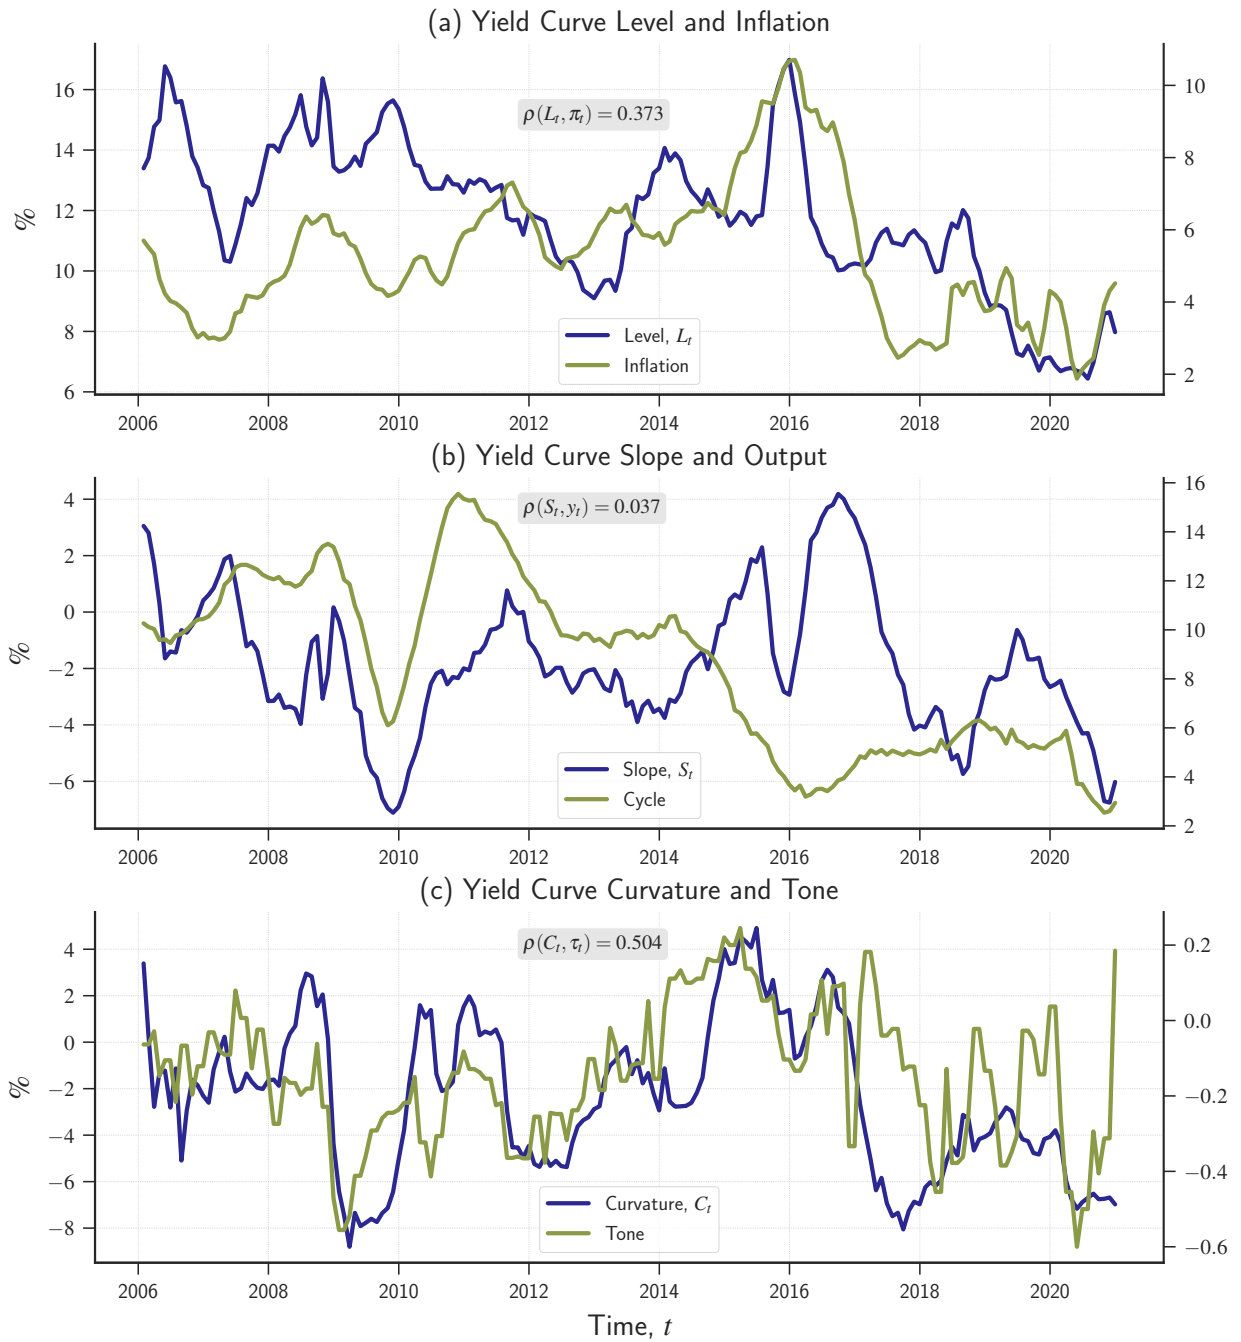 (a) Yield Curve Level and Inflation
%
16
14
12
10
8
6
10
8
6
4
2
ρ(L_t, π_t) = 0.373
Level, L_t
Inflation
2006 2008 2010 2012 2014 2016 2018 2020
(b) Yield Curve Slope and Output
%
4
2
0
−2
−4
−6
16
14
12
10
8
6
4
2
ρ(S_t, y_t) = 0.037
Slope, S_t
Cycle
2006 2008 2010 2012 2014 2016 2018 2020
(c) Yield Curve Curvature and Tone
%
4
2
0
−2
−4
−6
−8
0.2
0.0
−0.2
−0.4
−0.6
ρ(C_t, τ_t) = 0.504
Curvature, C_t
Tone
2006 2008 2010 2012 2014 2016 2018 2020
Time, t